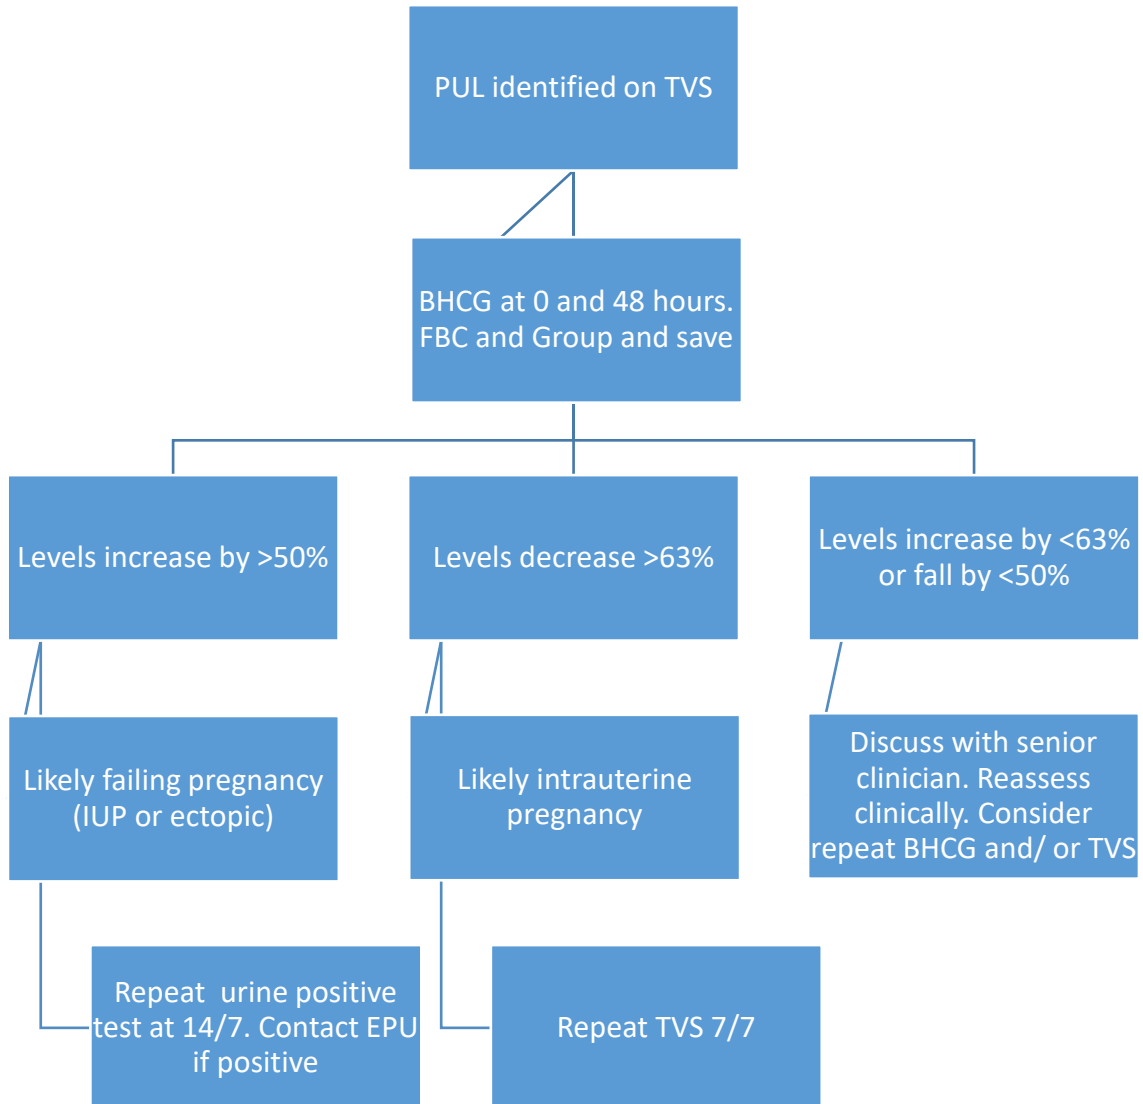 PUL identified on TVS
BHCG at 0 and 48 hours.
FBC and Group and save
Levels increase by >50%
Levels decrease >63%
Levels increase by <63%
or fall by <50%
Likely failing pregnancy
(IUP or ectopic)
Likely intrauterine
pregnancy
Discuss with senior
clinician. Reassess
clinically. Consider
repeat BHCG and/ or TVS
Repeat  urine positive
test at 14/7. Contact EPU
if positive
Repeat TVS 7/7